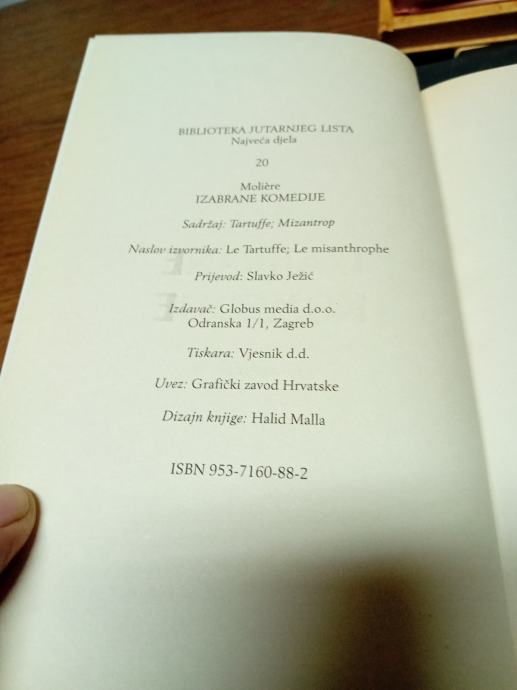 BIBLIOTEKA JUTARNJEG LISTA
Najveća djela
20
Molière
IZABRANE KOMEDIJE
Sadržaj: Tartuffe; Mizantrop
Naslov izvornika: Le Tartuffe; Le misanthrophe
Prijevod: Slavko Ježić
Izdavač: Globus media d.o.o.
Odranska 1/1, Zagreb
Tiskara: Vjesnik d.d.
Uvez: Grafički zavod Hrvatske
Dizajn knjige: Halid Malla
ISBN 953-7160-88-2